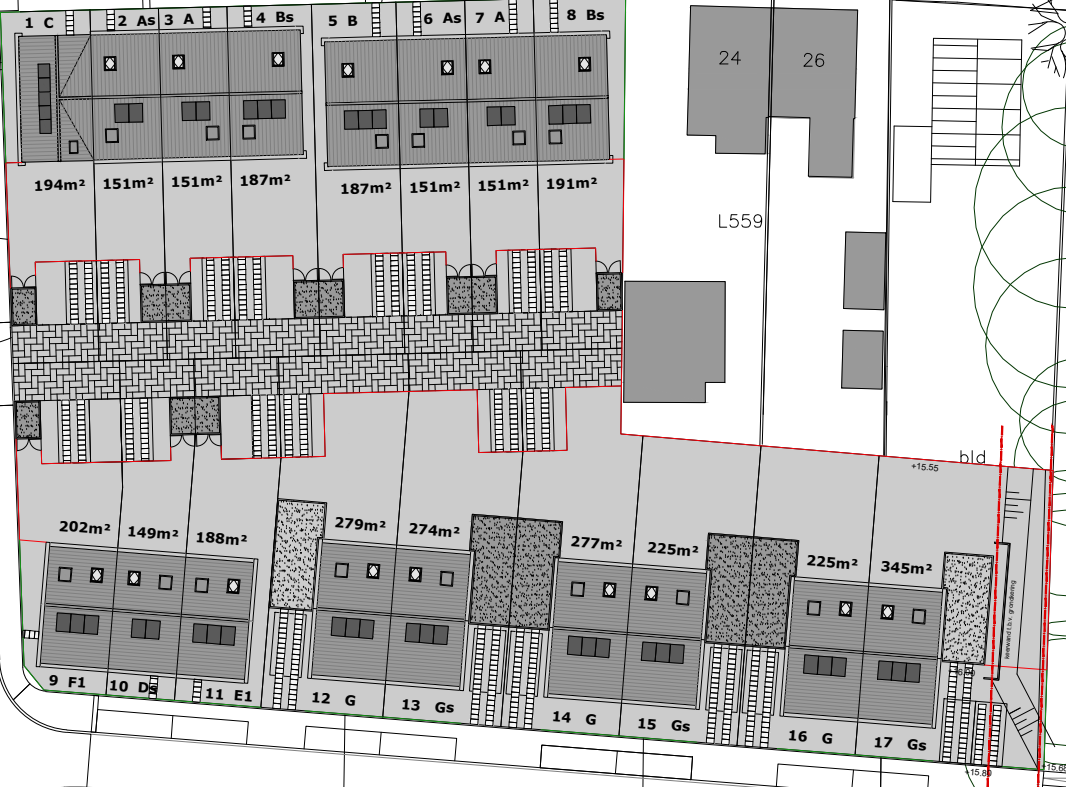 1 C 2 As 3 A 4 Bs 5 B 6 As 7 A 8 Bs
24 26
194m² 151m² 151m² 187m² 187m² 151m² 151m² 191m²
L559
bld
+15.55
202m² 149m² 188m² 279m² 274m² 277m² 225m² 225m² 345m²
9 F1 10 Ds 11 E1 12 G 13 Gs 14 G 15 Gs 16 G 17 Gs
+15.80